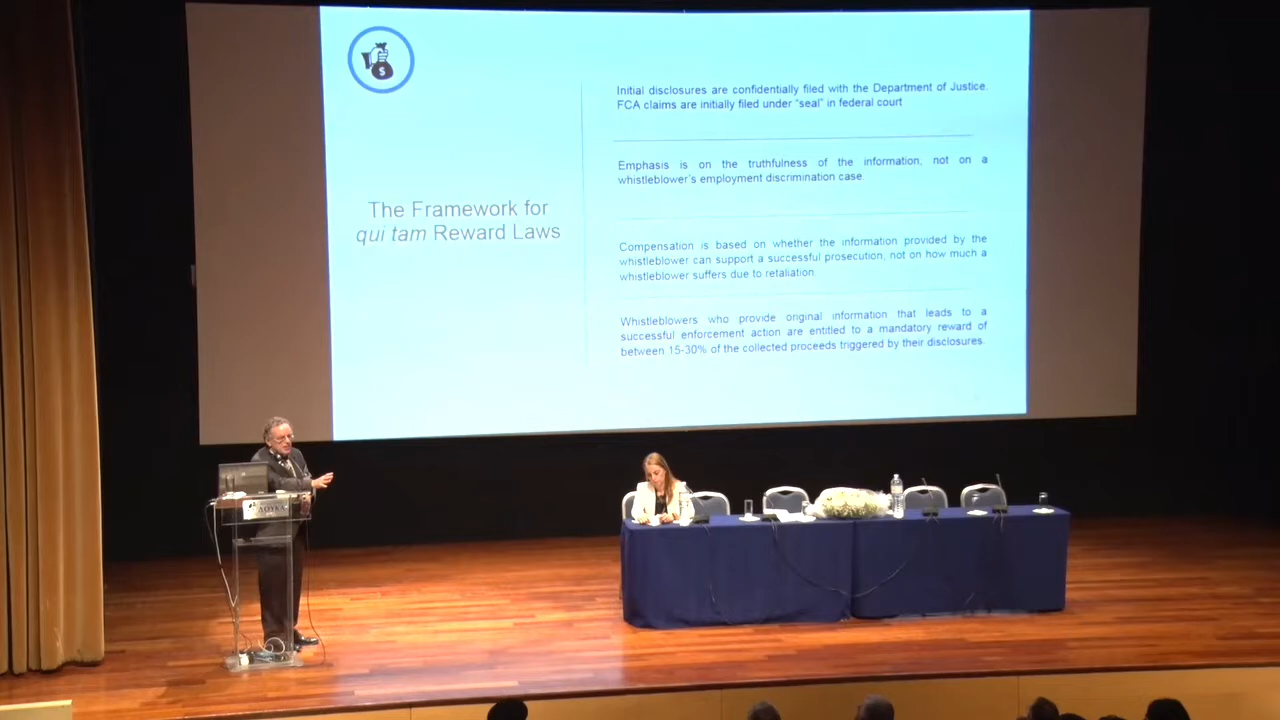 The Framework for
qui tam Reward Laws
Initial disclosures are confidentially filed with the Department of Justice.
FCA claims are initially filed under “seal” in federal court
Emphasis is on the truthfulness of the information, not on a
whistleblower's employment discrimination case.
Compensation is based on whether the information provided by the
whistleblower can support a successful prosecution, not on how much a
whistleblower suffers due to retaliation.
Whistleblowers who provide original information that leads to a
successful enforcement action are entitled to a mandatory reward of
between 15-30% of the collected proceeds triggered by their disclosures.
$